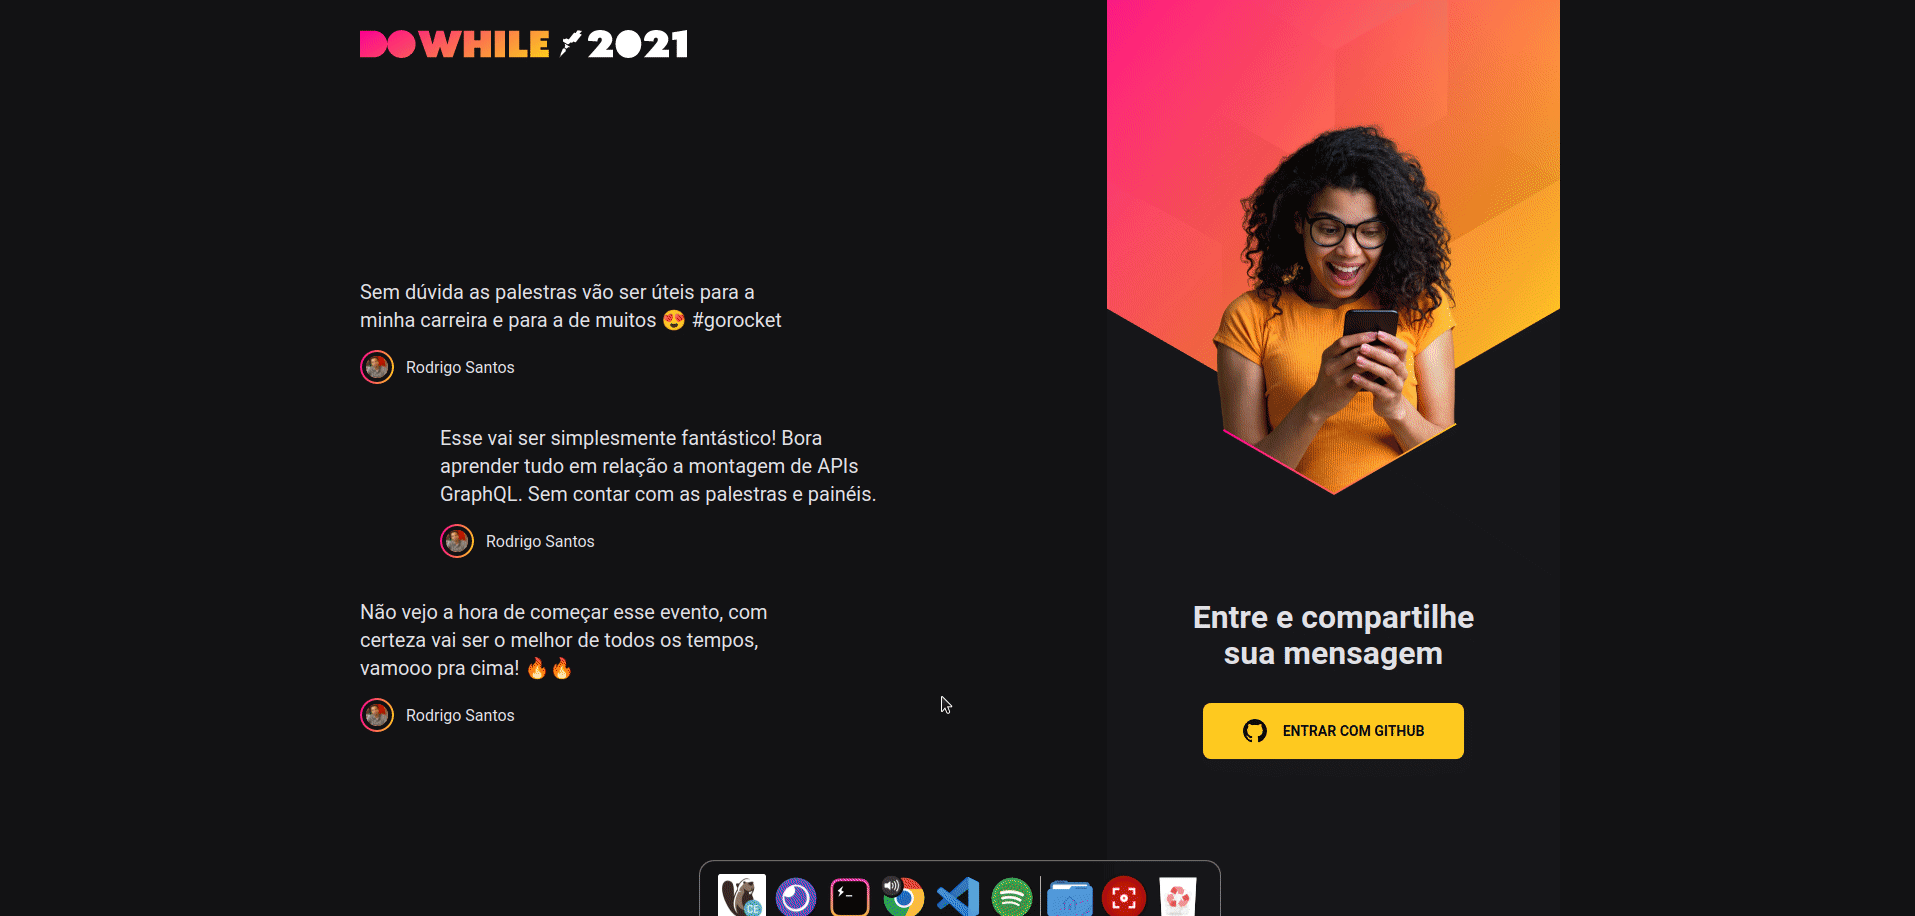 DOWHILE 2021
Sem dúvida as palestras vão ser úteis para a
minha carreira e para a de muitos 😍 #gorocket
Rodrigo Santos
Esse vai ser simplesmente fantástico! Bora
aprender tudo em relação a montagem de APIs
GraphQL. Sem contar com as palestras e painéis.
Rodrigo Santos
Não vejo a hora de começar esse evento, com
certeza vai ser o melhor de todos os tempos,
vamooo pra cima! 🔥🔥
Rodrigo Santos
Entre e compartilhe
sua mensagem
ENTRAR COM GITHUB
CE